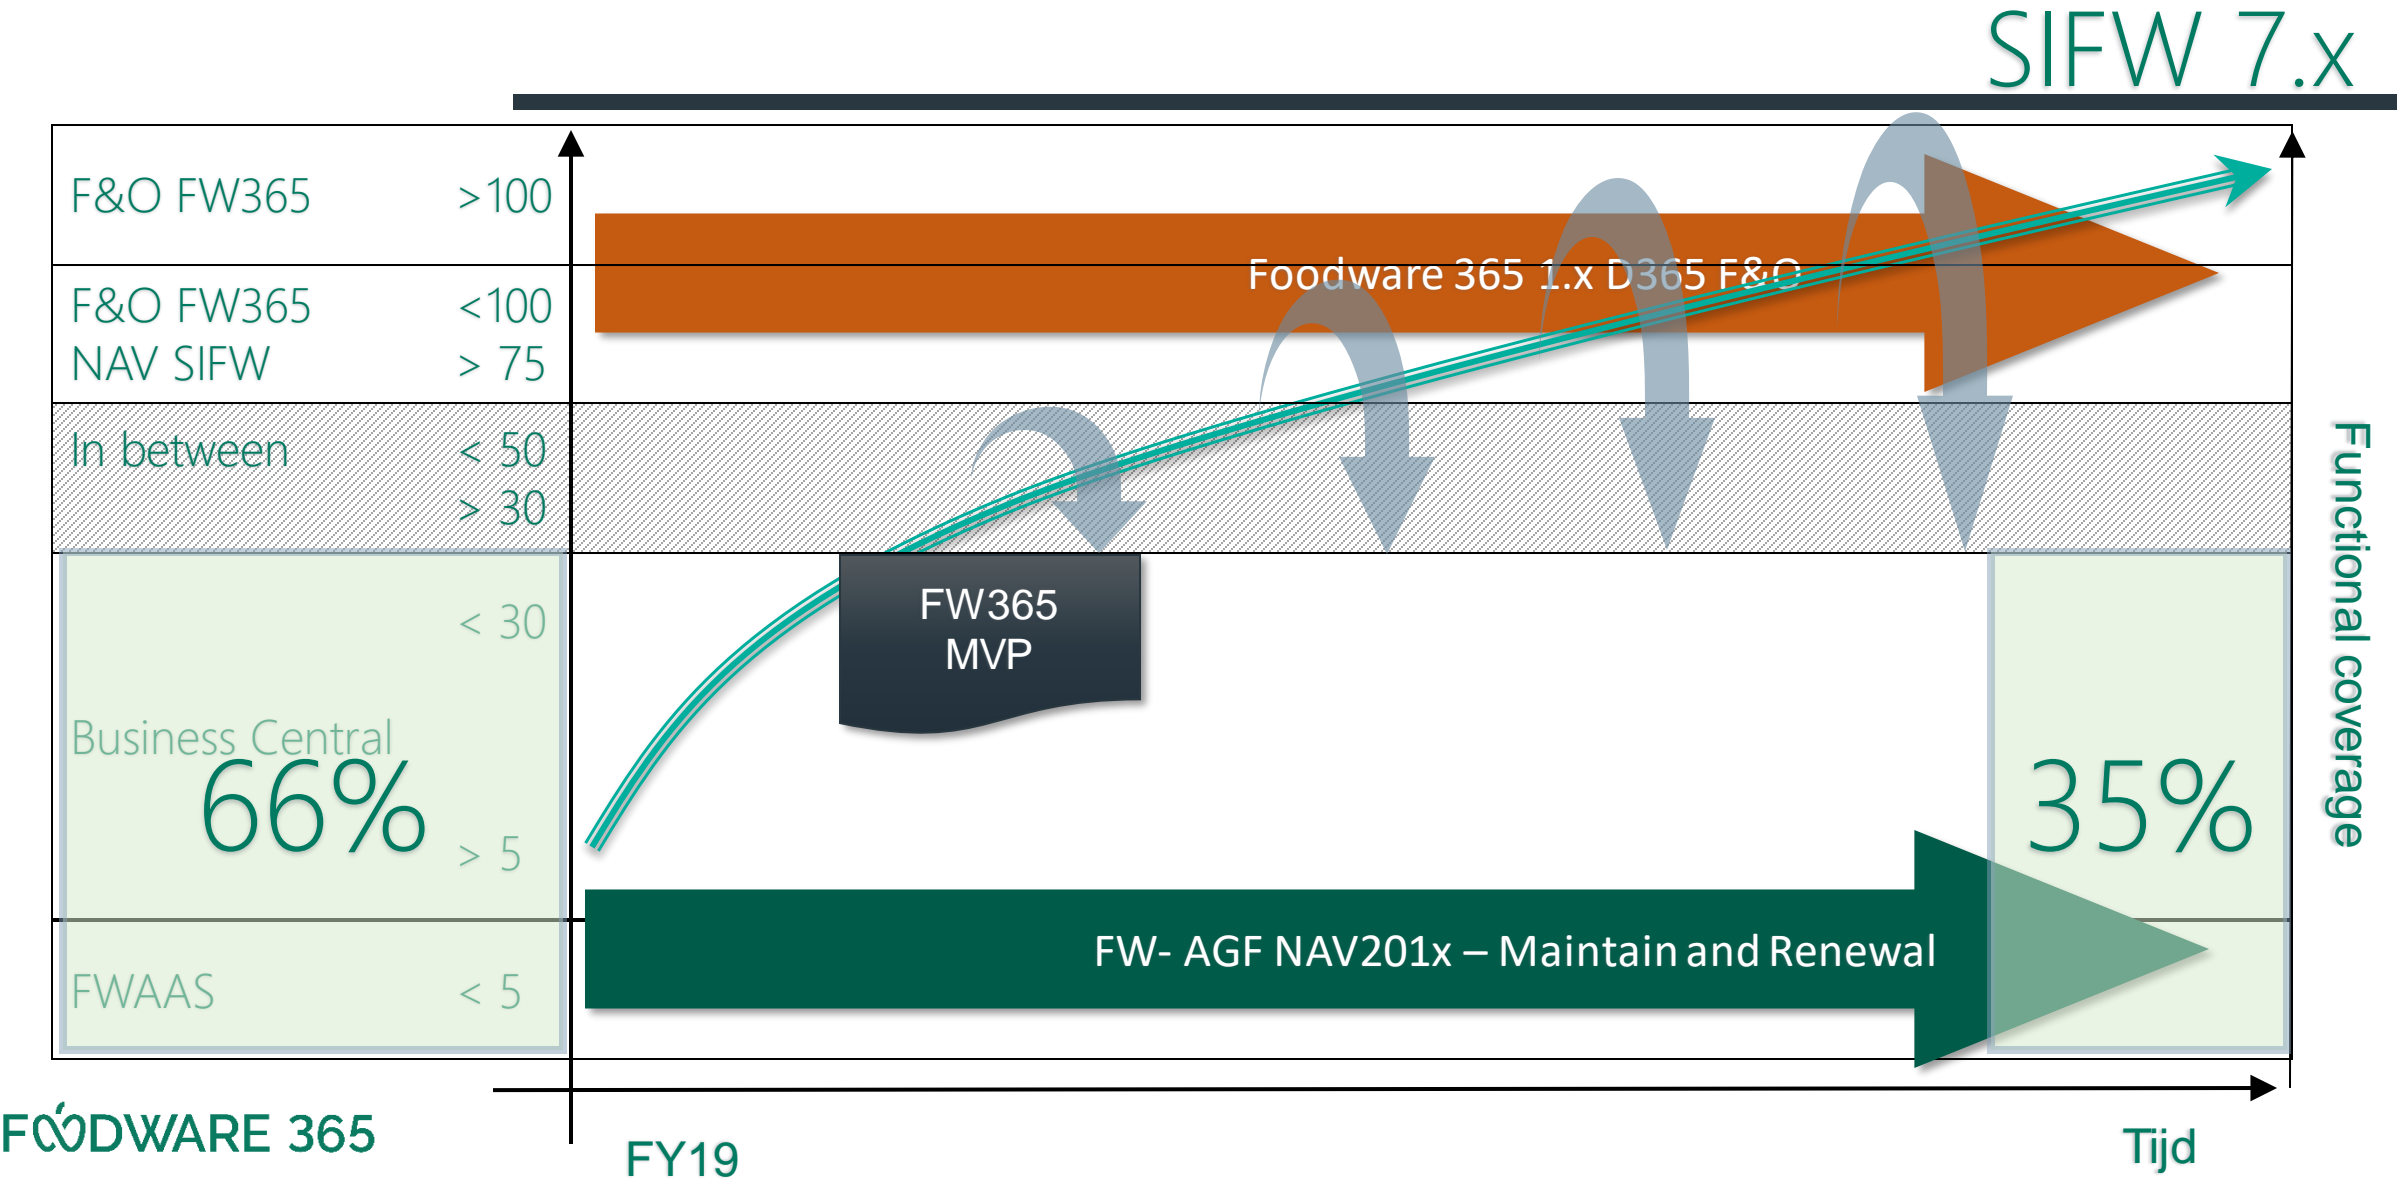 SIFW 7.x
F&O FW365 >100
F&O FW365 <100
NAV SIFW > 75
In between < 50
> 30
< 30
Business Central
66%
> 5
FWAAS < 5
Foodware 365 1.x D365 F&O
FW365
MVP
35%
FW- AGF NAV201x – Maintain and Renewal
Functional coverage
FOODWARE 365
FY19
Tijd